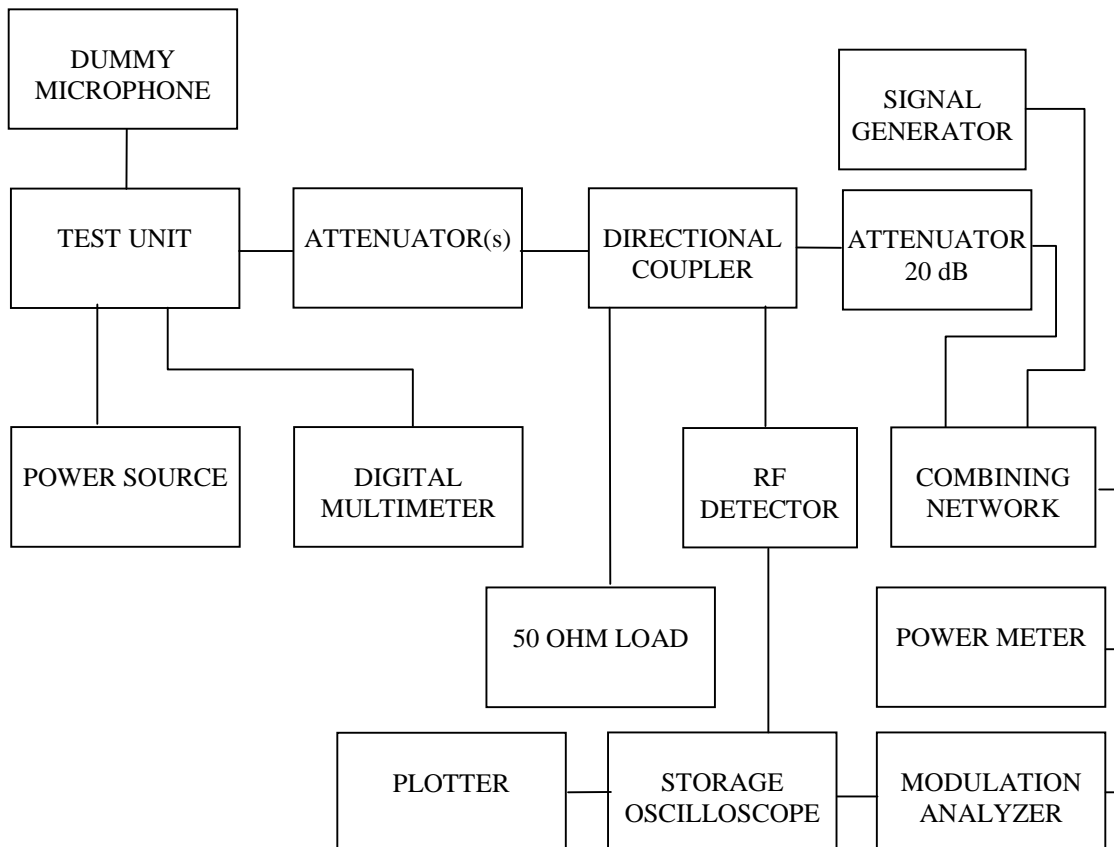 DUMMY
MICROPHONE
SIGNAL
GENERATOR
TEST UNIT
ATTENUATOR(s)
DIRECTIONAL
COUPLER
ATTENUATOR
20 dB
POWER SOURCE
DIGITAL
MULTIMETER
RF
DETECTOR
COMBINING
NETWORK
50 OHM LOAD
POWER METER
PLOTTER
STORAGE
OSCILLOSCOPE
MODULATION
ANALYZER